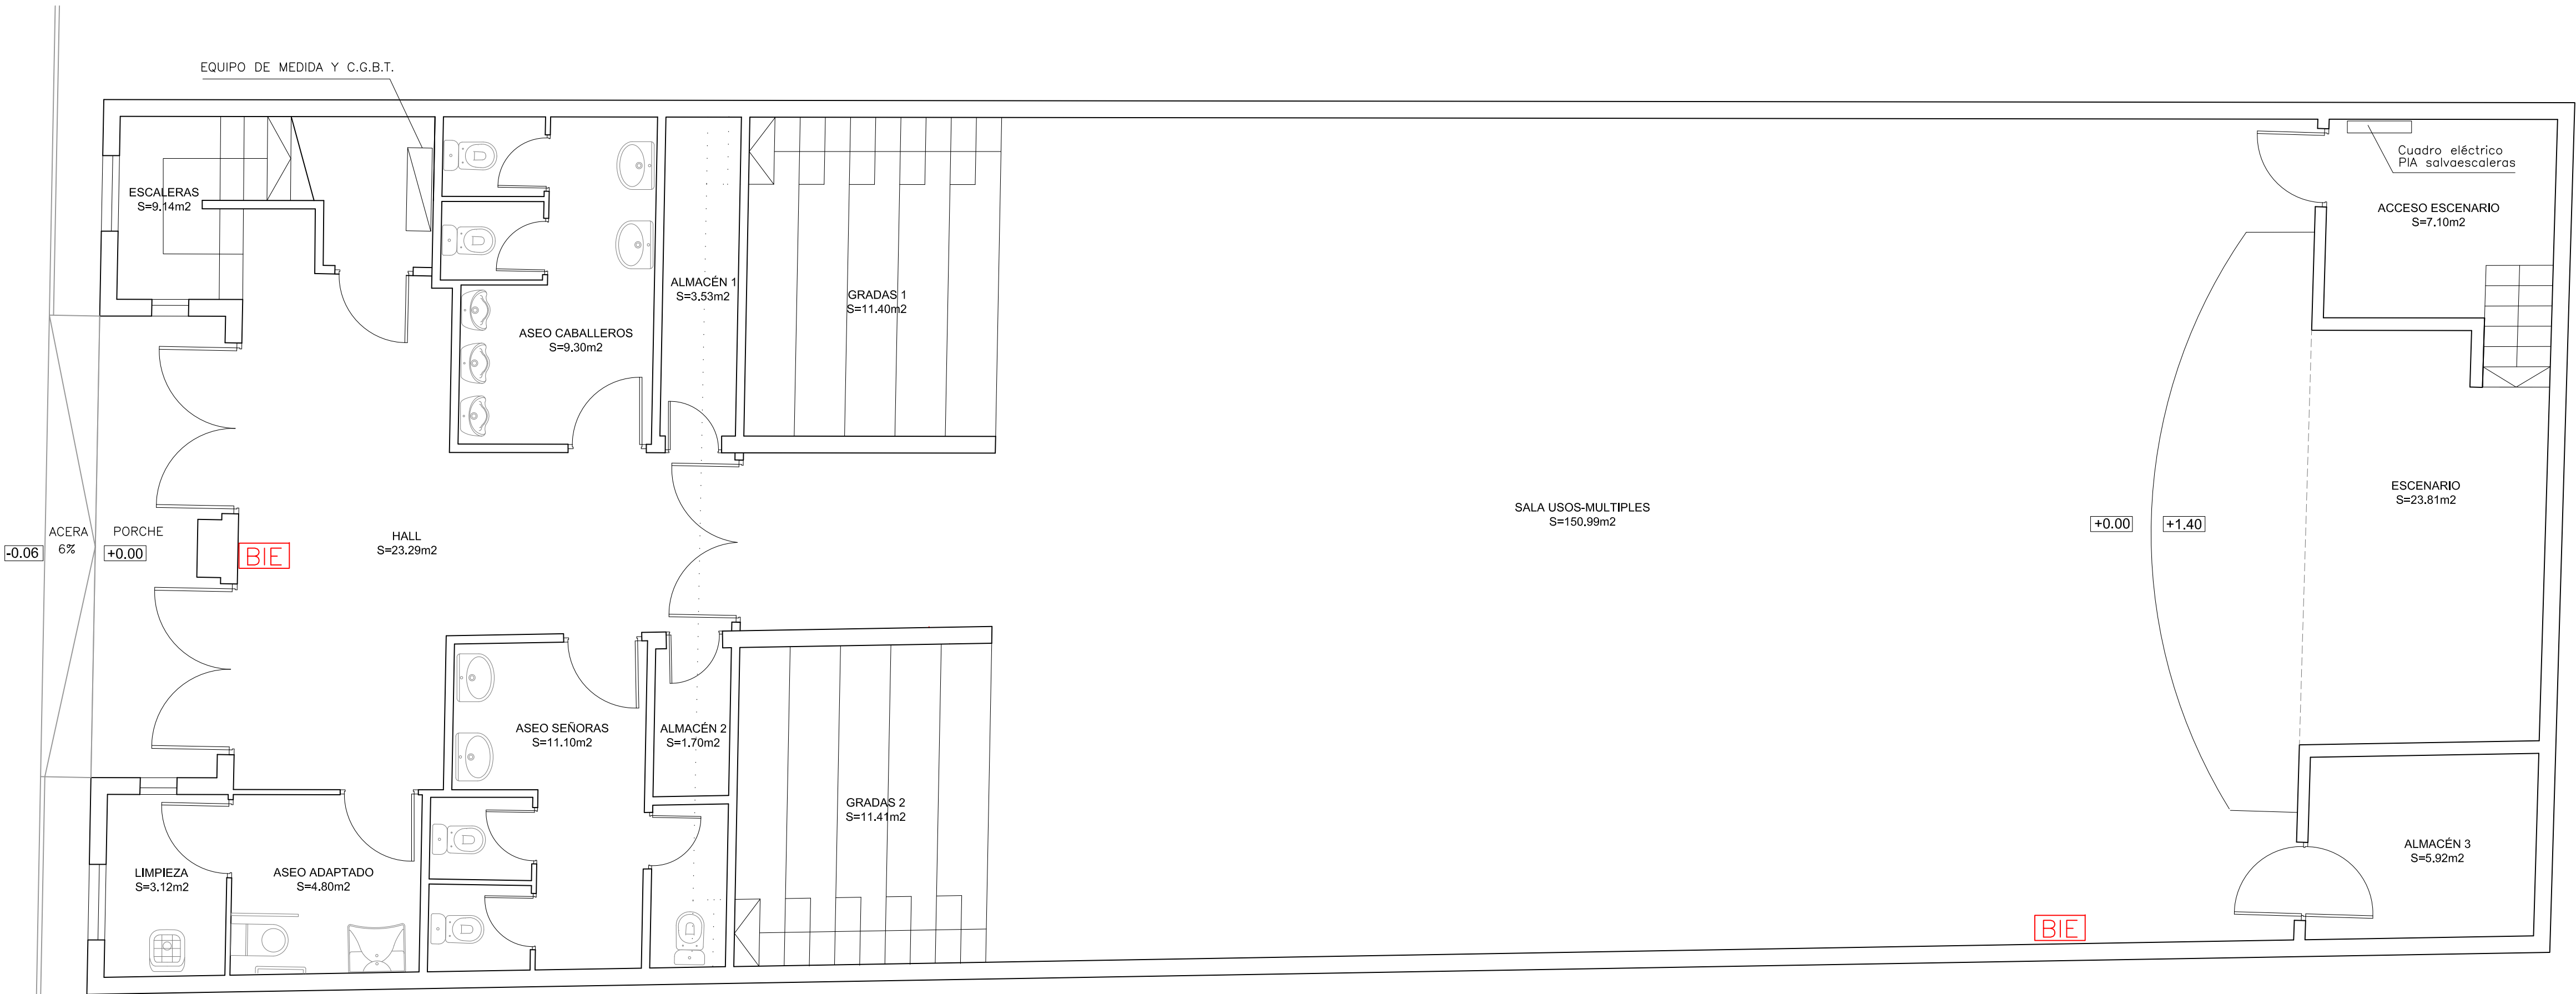 EQUIPO DE MEDIDA Y C.G.B.T.
Cuadro eléctrico
PIA salvaescaleras
ESCALERAS
S=9.14m2
ACCESO ESCENARIO
S=7.10m2
ALMACÉN 1
S=3.53m2
GRADAS 1
S=11.40m2
ASEO CABALLEROS
S=9.30m2
ESCENARIO
S=23.81m2
SALA USOS-MULTIPLES
S=150.99m2
+0.00
+1.40
ACERA
6%
PORCHE
-0.06
+0.00
BIE
HALL
S=23.29m2
ASEO SEÑORAS
S=11.10m2
ALMACÉN 2
S=1.70m2
GRADAS 2
S=11.41m2
ALMACÉN 3
S=5.92m2
LIMPIEZA
S=3.12m2
ASEO ADAPTADO
S=4.80m2
BIE